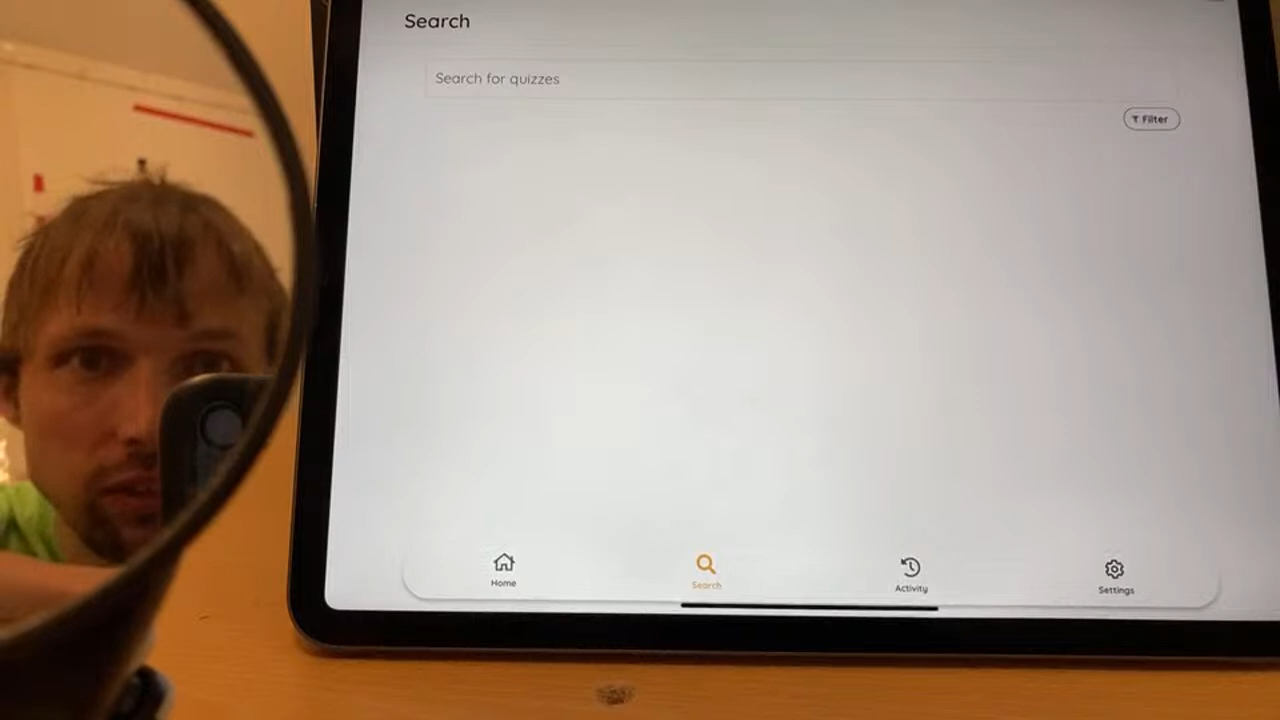 Search
Search for quizzes
Filter
Home
Search
Activity
Settings